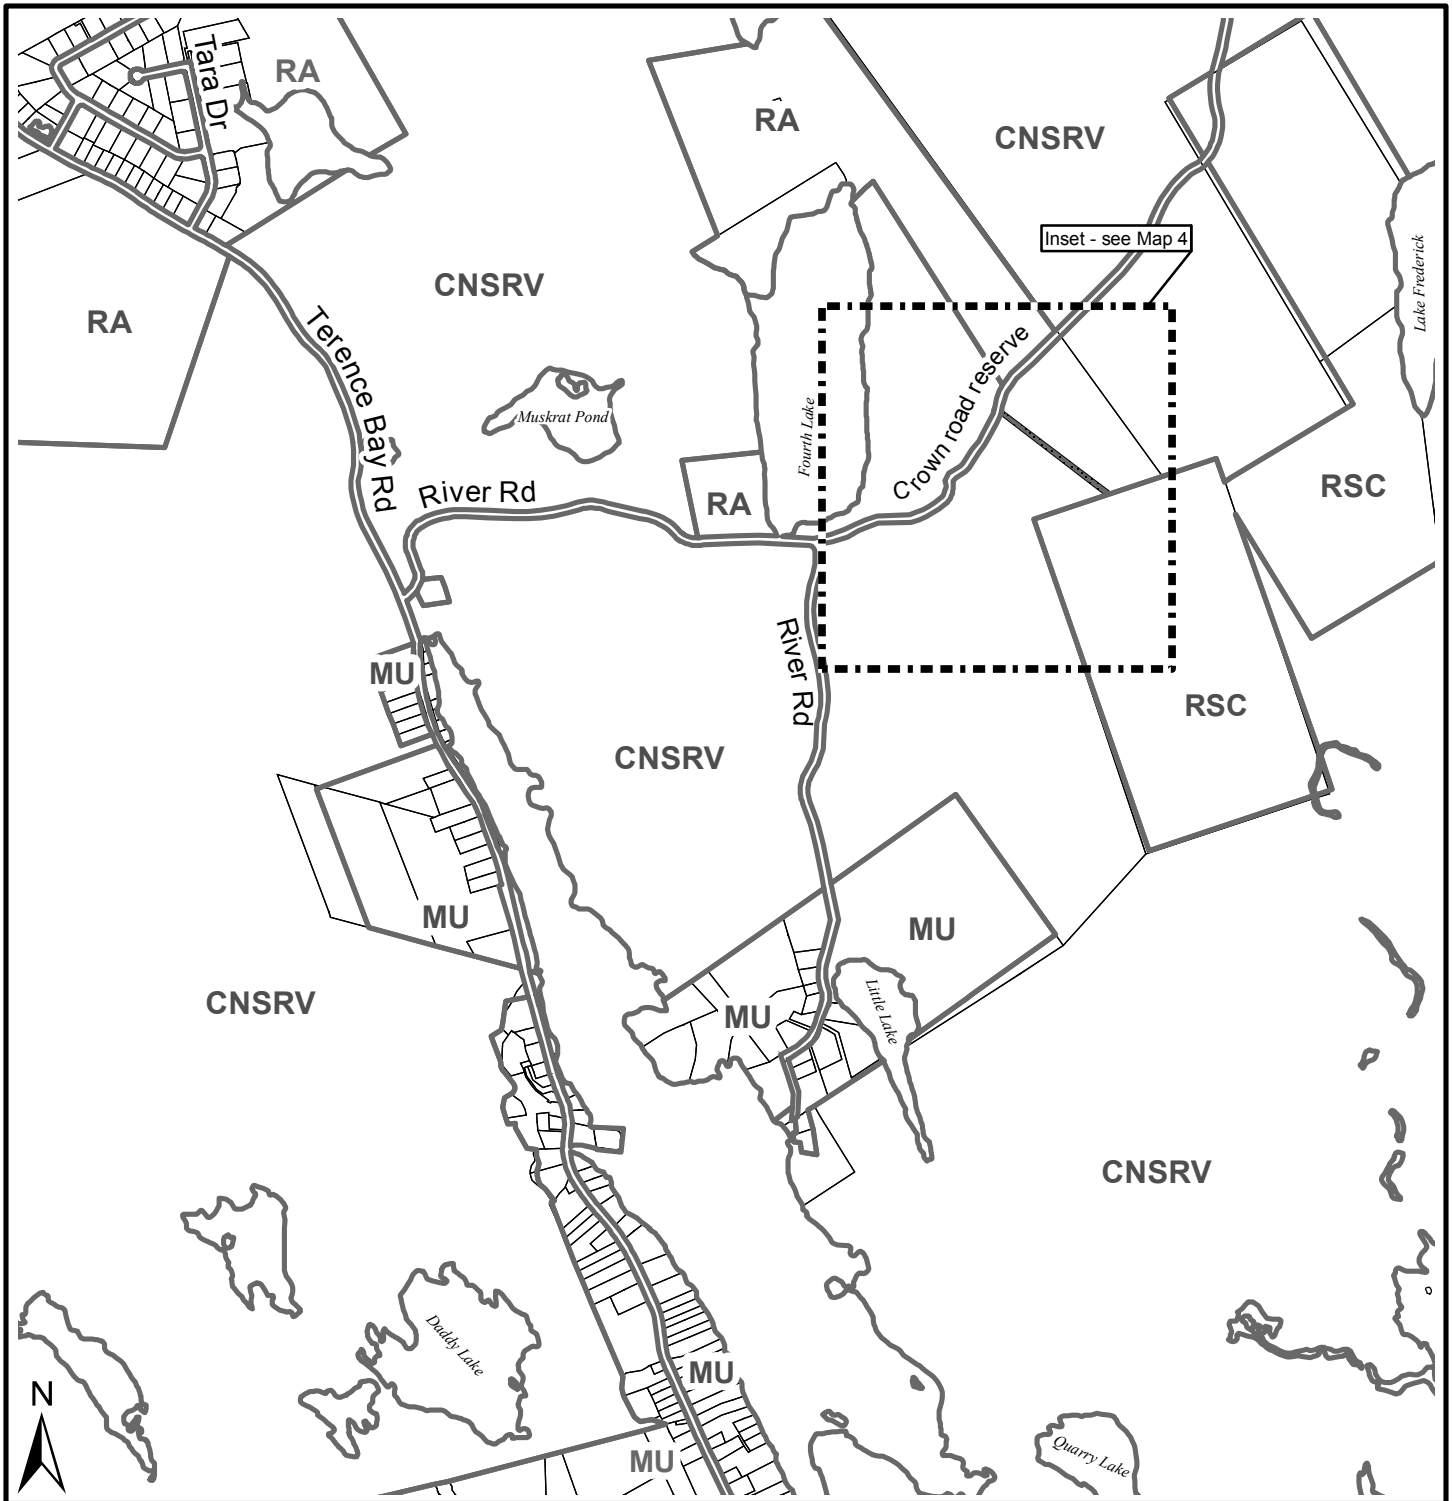 Tara Dr
RA
RA
CNSRV
Inset - see Map 4
Lake Frederick
CNSRV
RA
Terence Bay Rd
Crown road reserve
Muskrat Pond
Fourth Lake
River Rd
RA
RSC
River Rd
MU
RSC
CNSRV
MU
MU
Little Lake
CNSRV
MU
CNSRV
Daddy Lake
MU
N
Quarry Lake
MU